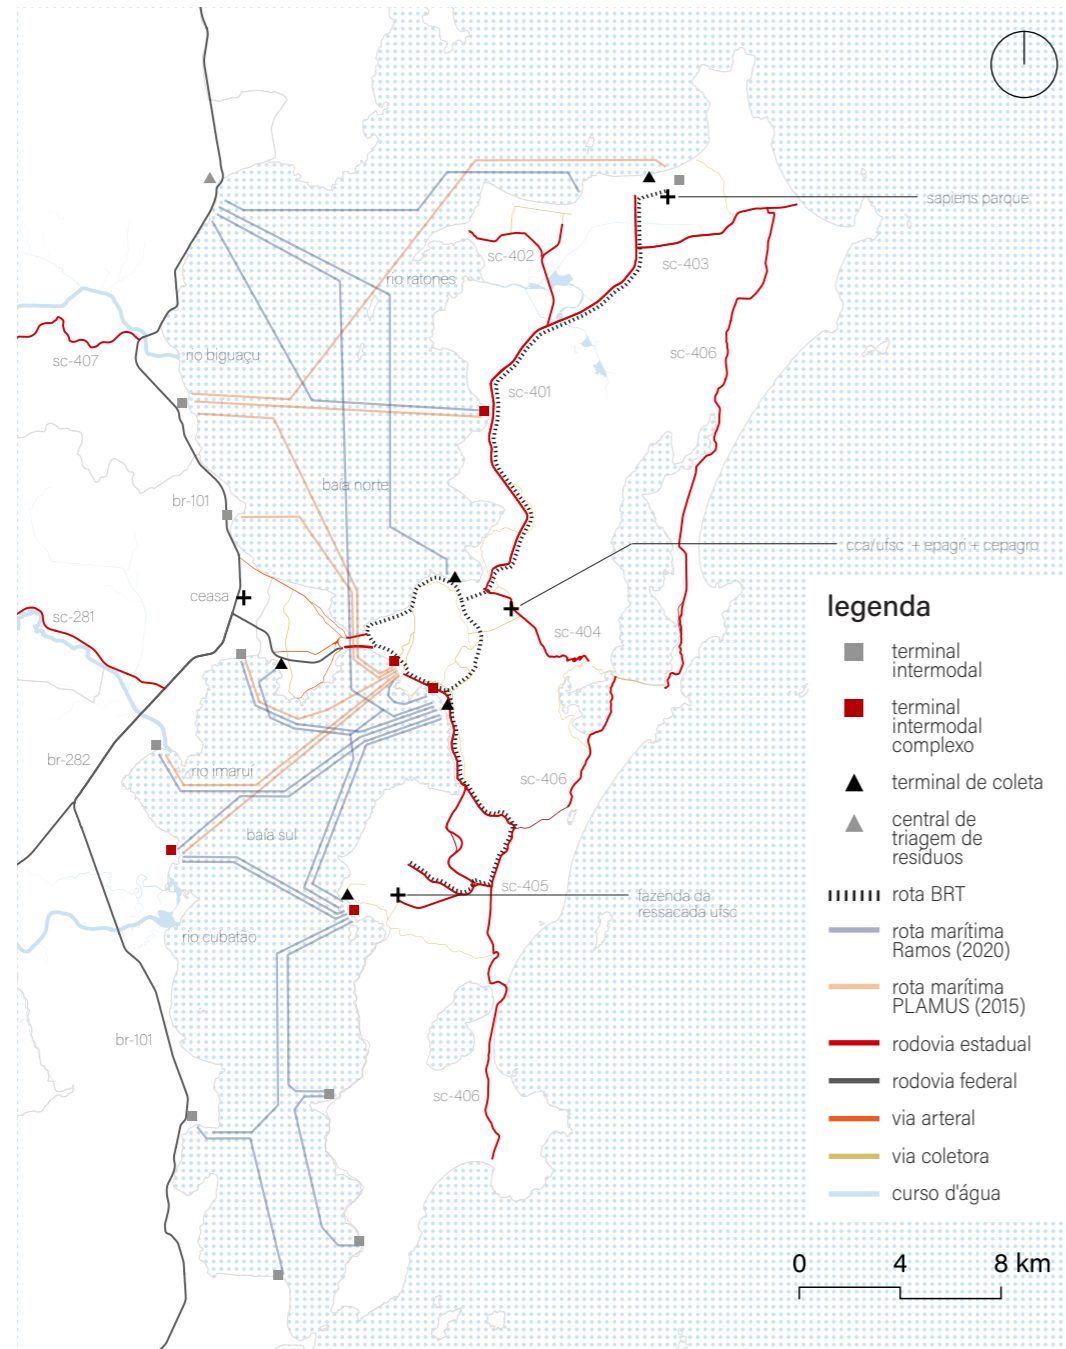 sapiens parque
sc-402
sc-403
rio ratones
sc-407
rio biguaçu
sc-406
sc-401
baía norte
br-101
cca/ufsc + epagri + cepagro
ceasa
sc-281
sc-404
br-282
rio imaruí
sc-406
baía sul
sc-405
fazenda da
ressacada ufsc
rio cubatão
br-101
sc-406
legenda
terminal
intermodal
terminal
intermodal
complexo
terminal de coleta
central de
triagem de
resíduos
rota BRT
rota marítima
Ramos (2020)
rota marítima
PLAMUS (2015)
rodovia estadual
rodovia federal
via arteral
via coletora
curso d'água
0 4 8 km